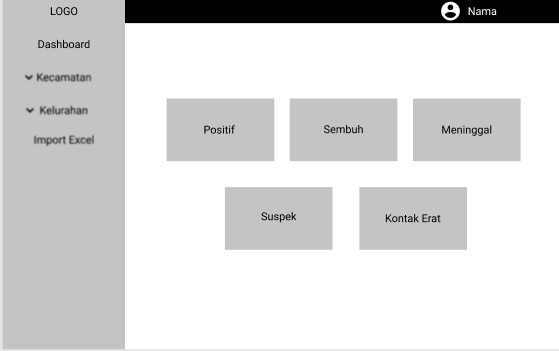 LOGO
Nama
Dashboard
Kecamatan
Kelurahan
Import Excel
Positif
Sembuh
Meninggal
Suspek
Kontak Erat